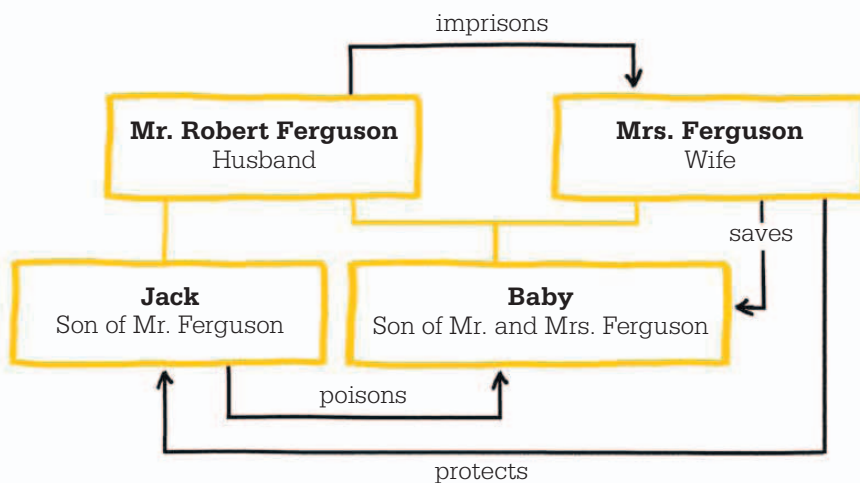 imprisons
Mr. Robert Ferguson
Husband
Mrs. Ferguson
Wife
saves
Jack
Son of Mr. Ferguson
Baby
Son of Mr. and Mrs. Ferguson
poisons
protects